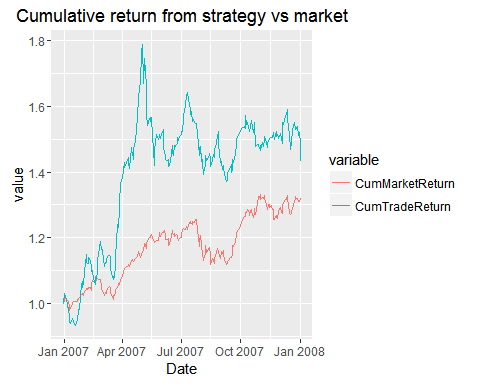 Cumulative return from strategy vs market
1.8
1.6
1.4
1.2
1.0
value
Jan 2007 Apr 2007 Jul 2007 Oct 2007 Jan 2008
Date
variable
CumMarketReturn
CumTradeReturn